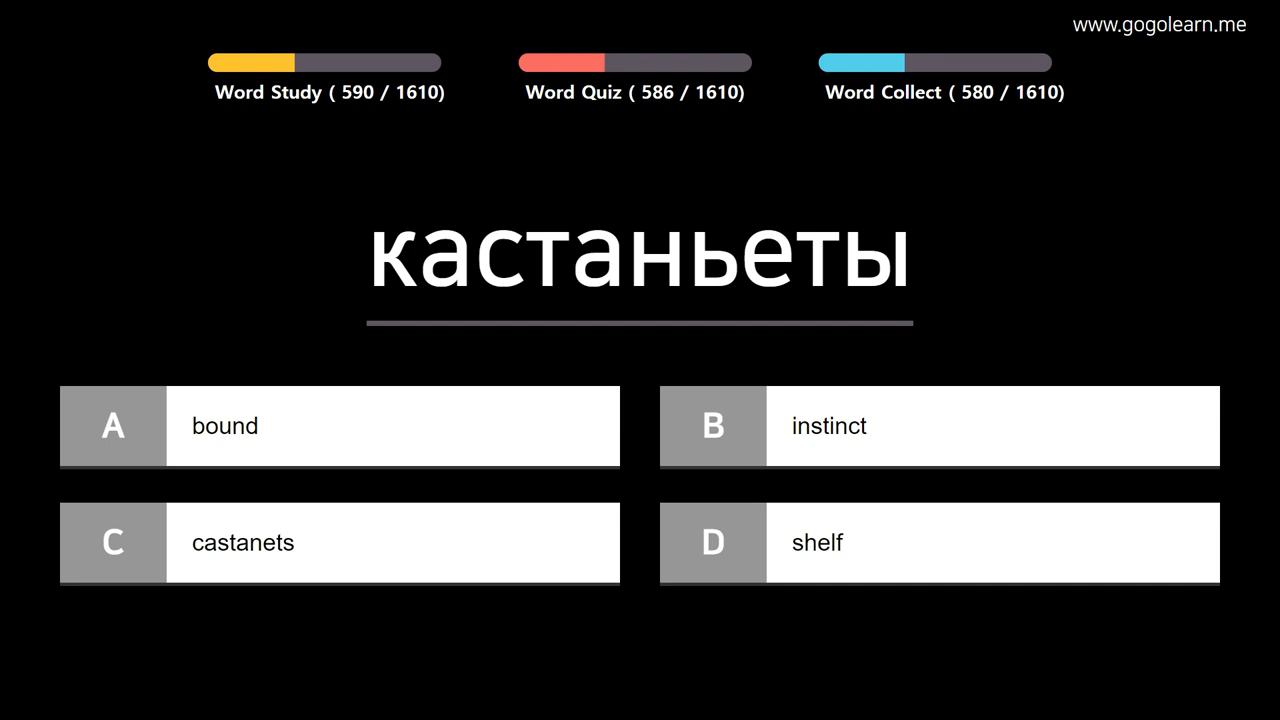 www.gogolearn.me
Word Study ( 590 / 1610)
Word Quiz ( 586 / 1610)
Word Collect ( 580 / 1610)
кастаньеты
A bound
B instinct
C castanets
D shelf